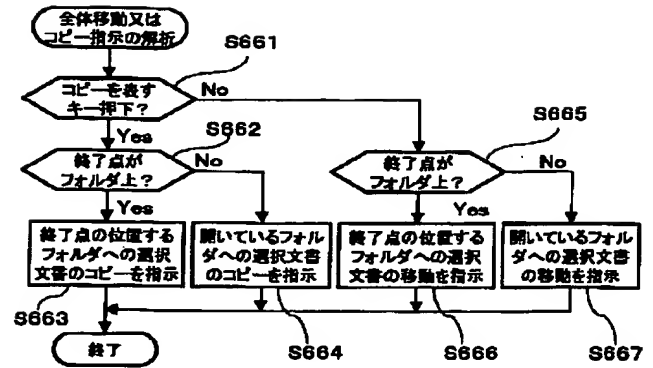 全体移動又は
コピー指示の解析
S661
コピーを表す
キー押下？
No
Yes
S662
S665
終了点が
フォルダ上？
No
終了点が
フォルダ上？
No
Yes
Yes
終了点の位置する
フォルダへの選択
文書のコピーを指示
開いているフォル
ダへの選択文書
のコピーを指示
終了点の位置する
フォルダへの選択
文書の移動を指示
開いているフォル
ダへの選択文書
の移動を指示
S663
終了
S664
S666
S667